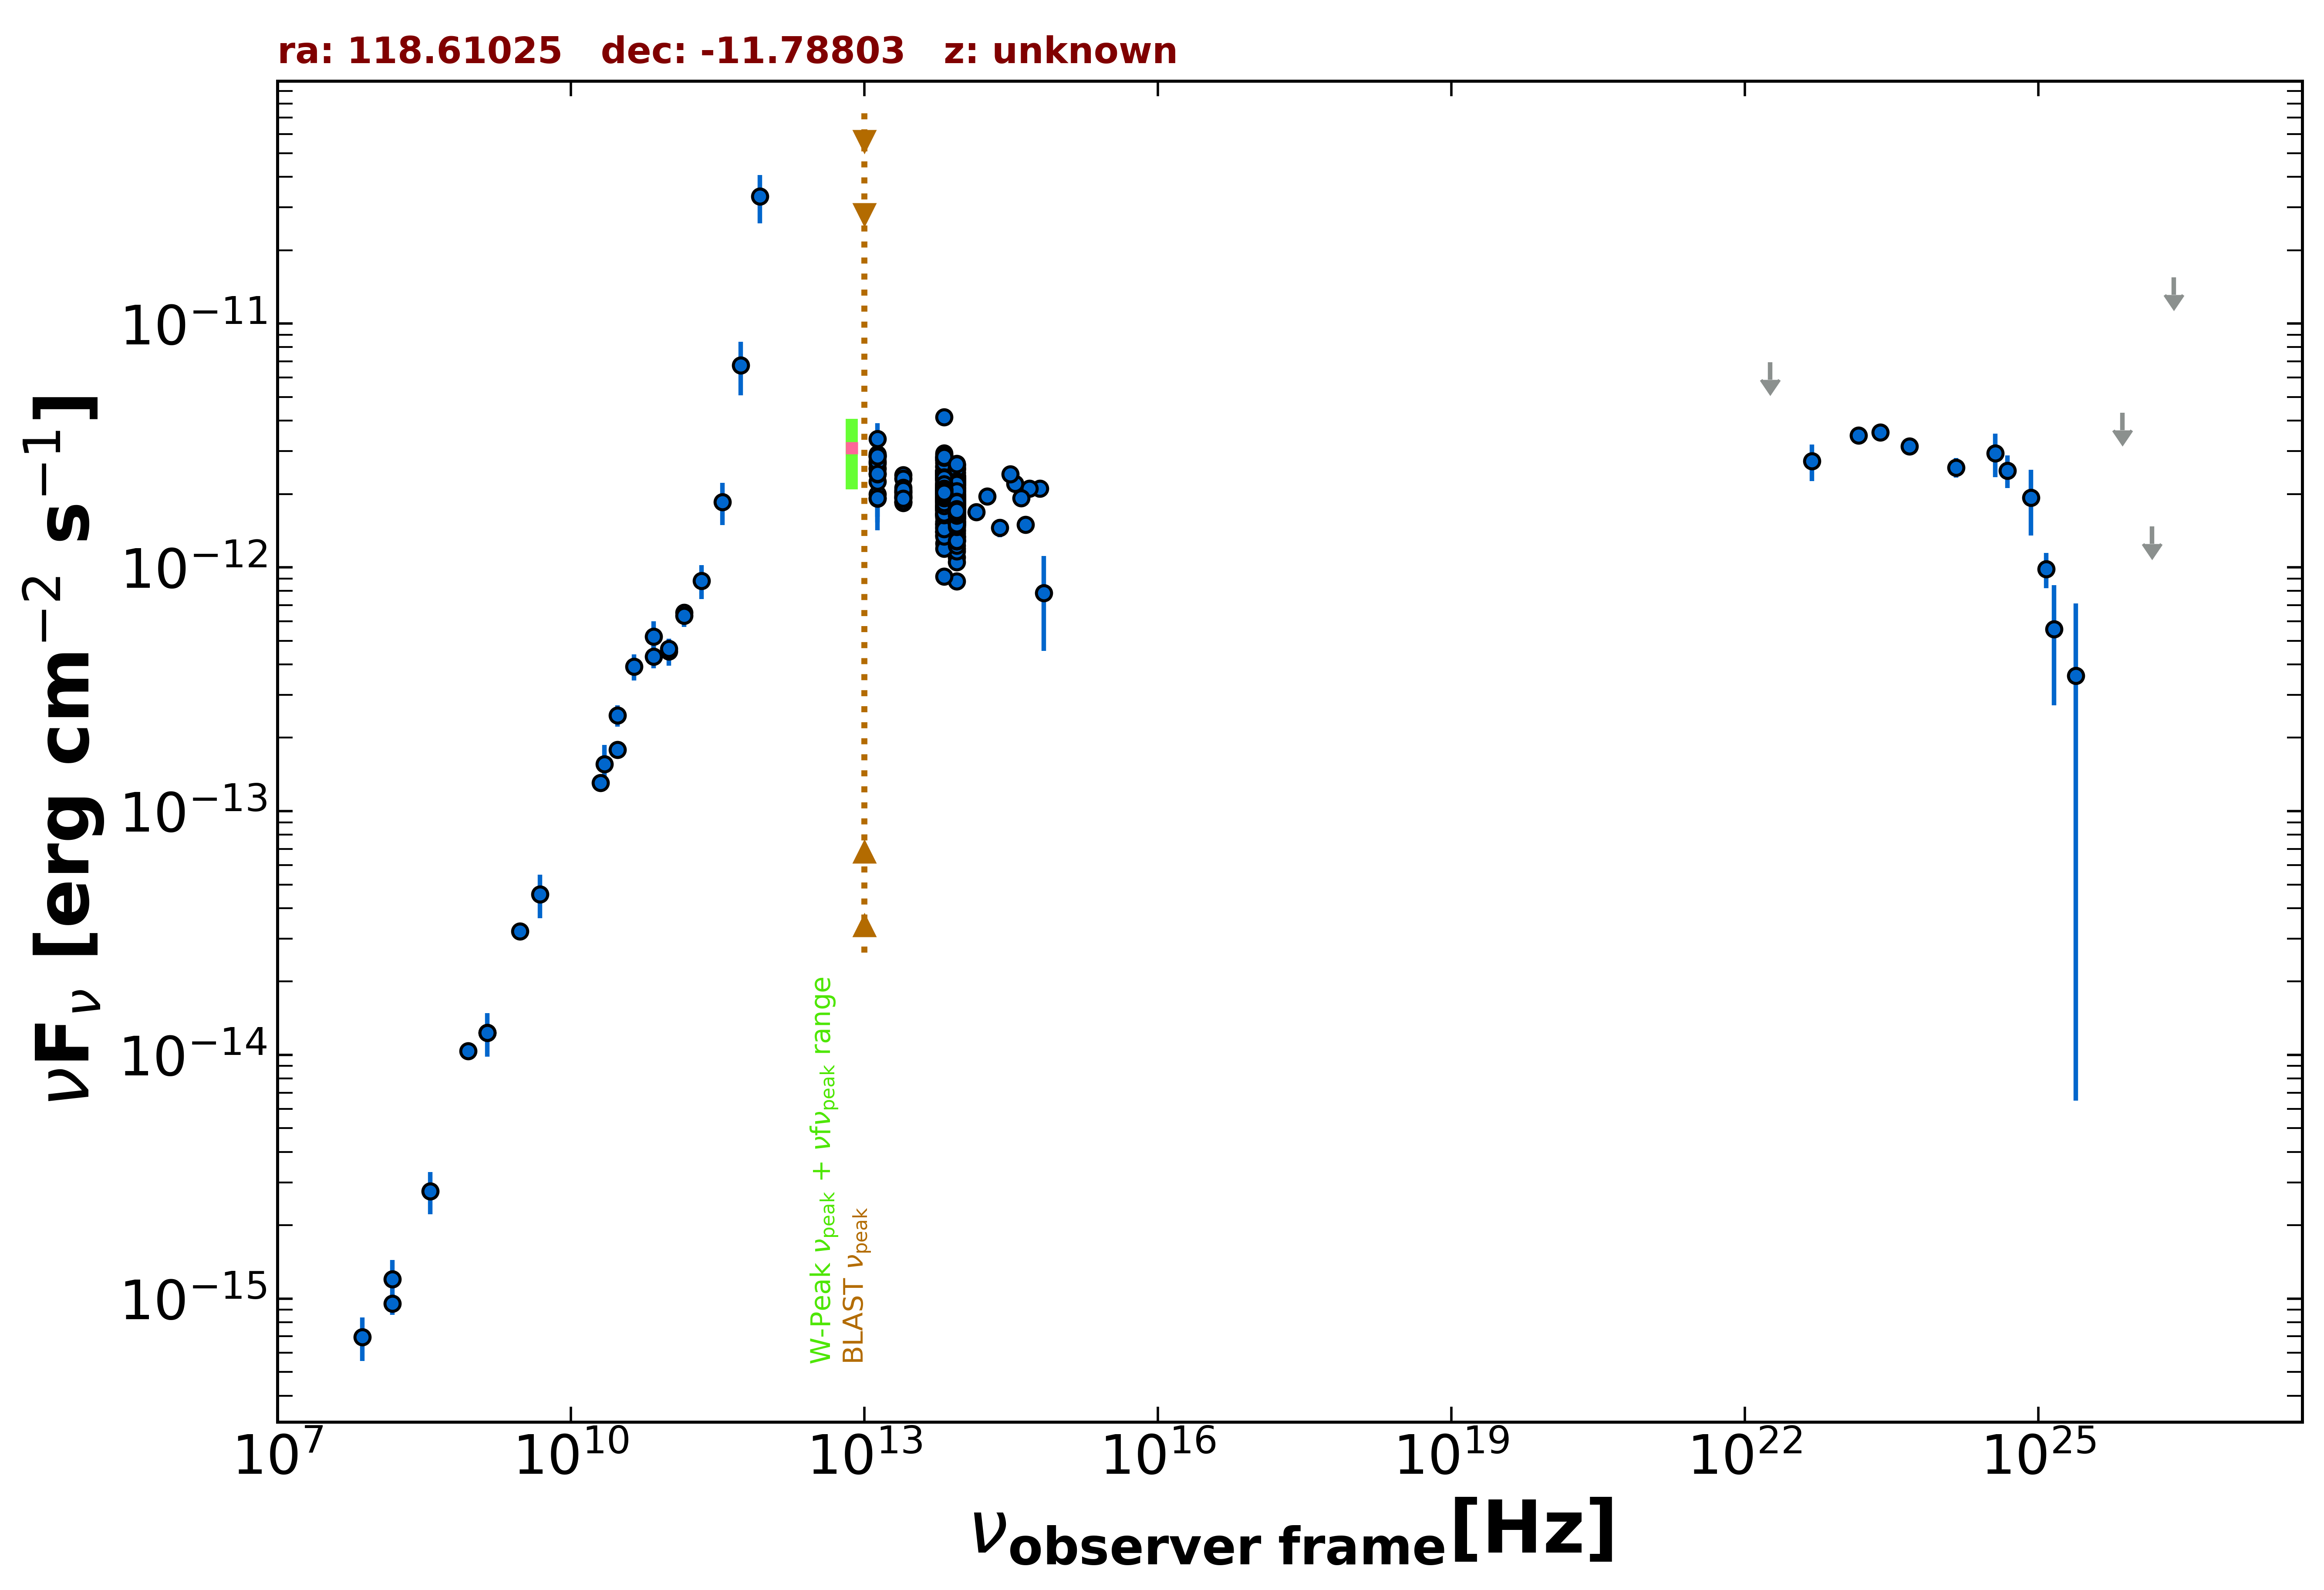 ra: 118.61025 dec: -11.78803 z: unknown
νFν [erg cm−2 s−1]
10−11
10−12
10−13
10−14
10−15
W-Peak νpeak + νfνpeak range
BLAST νpeak
107 1010 1013 1016 1019 1022 1025
νobserver frame[Hz]